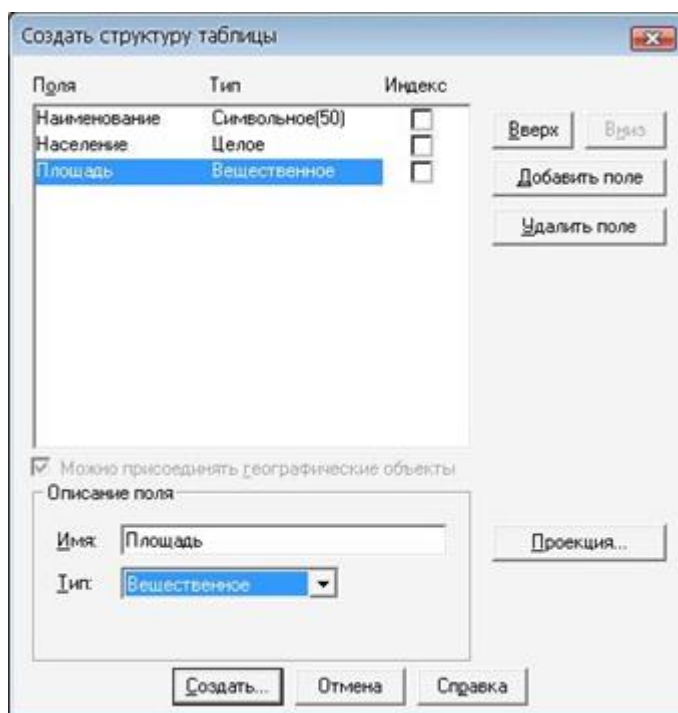 Создать структуру таблицы
Поля Тип Индекс
Наименование Символьное(50)
Население Целое
Площадь Вещественное
Вверх Вниз
Добавить поле
Удалить поле
Можно присоединять географические объекты
Описание поля
Имя: Площадь
Проекция...
Тип: Вещественное
Создать... Отмена Справка